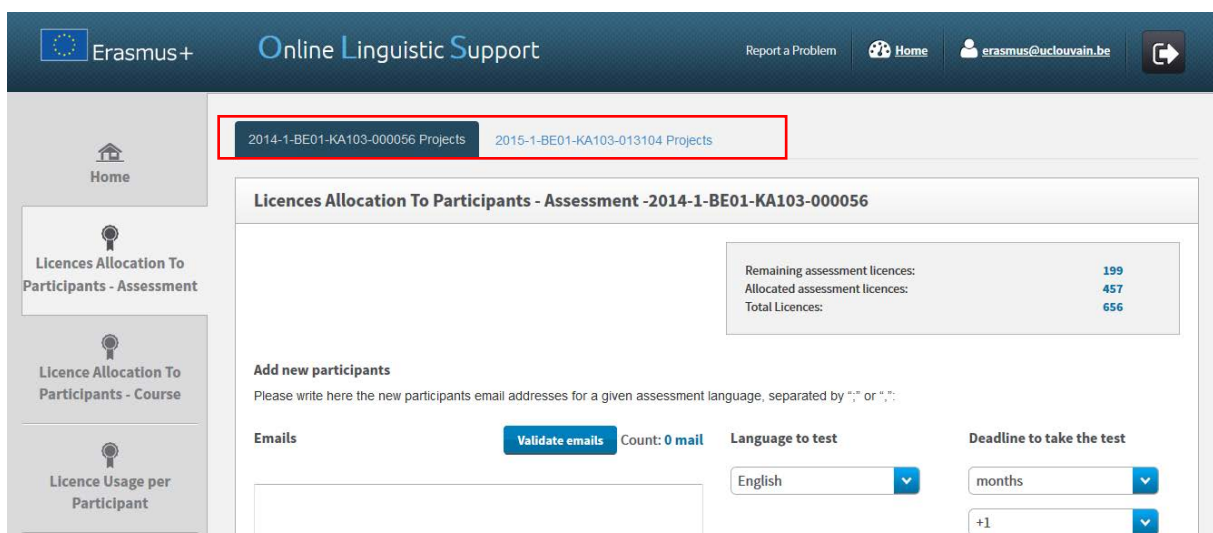 Erasmus+
Online Linguistic Support
Report a Problem
Home
erasmus@uclouvain.be
Home
Licences Allocation To
Participants - Assessment
Licence Allocation To
Participants - Course
Licence Usage per
Participant
2014-1-BE01-KA103-000056 Projects
2015-1-BE01-KA103-013104 Projects
Licences Allocation To Participants - Assessment -2014-1-BE01-KA103-000056
Remaining assessment licences: 199
Allocated assessment licences: 457
Total Licences: 656
Add new participants
Please write here the new participants email addresses for a given assessment language, separated by ";" or ",":
Emails
Validate emails
Count: 0 mail
Language to test
English
Deadline to take the test
months
+1